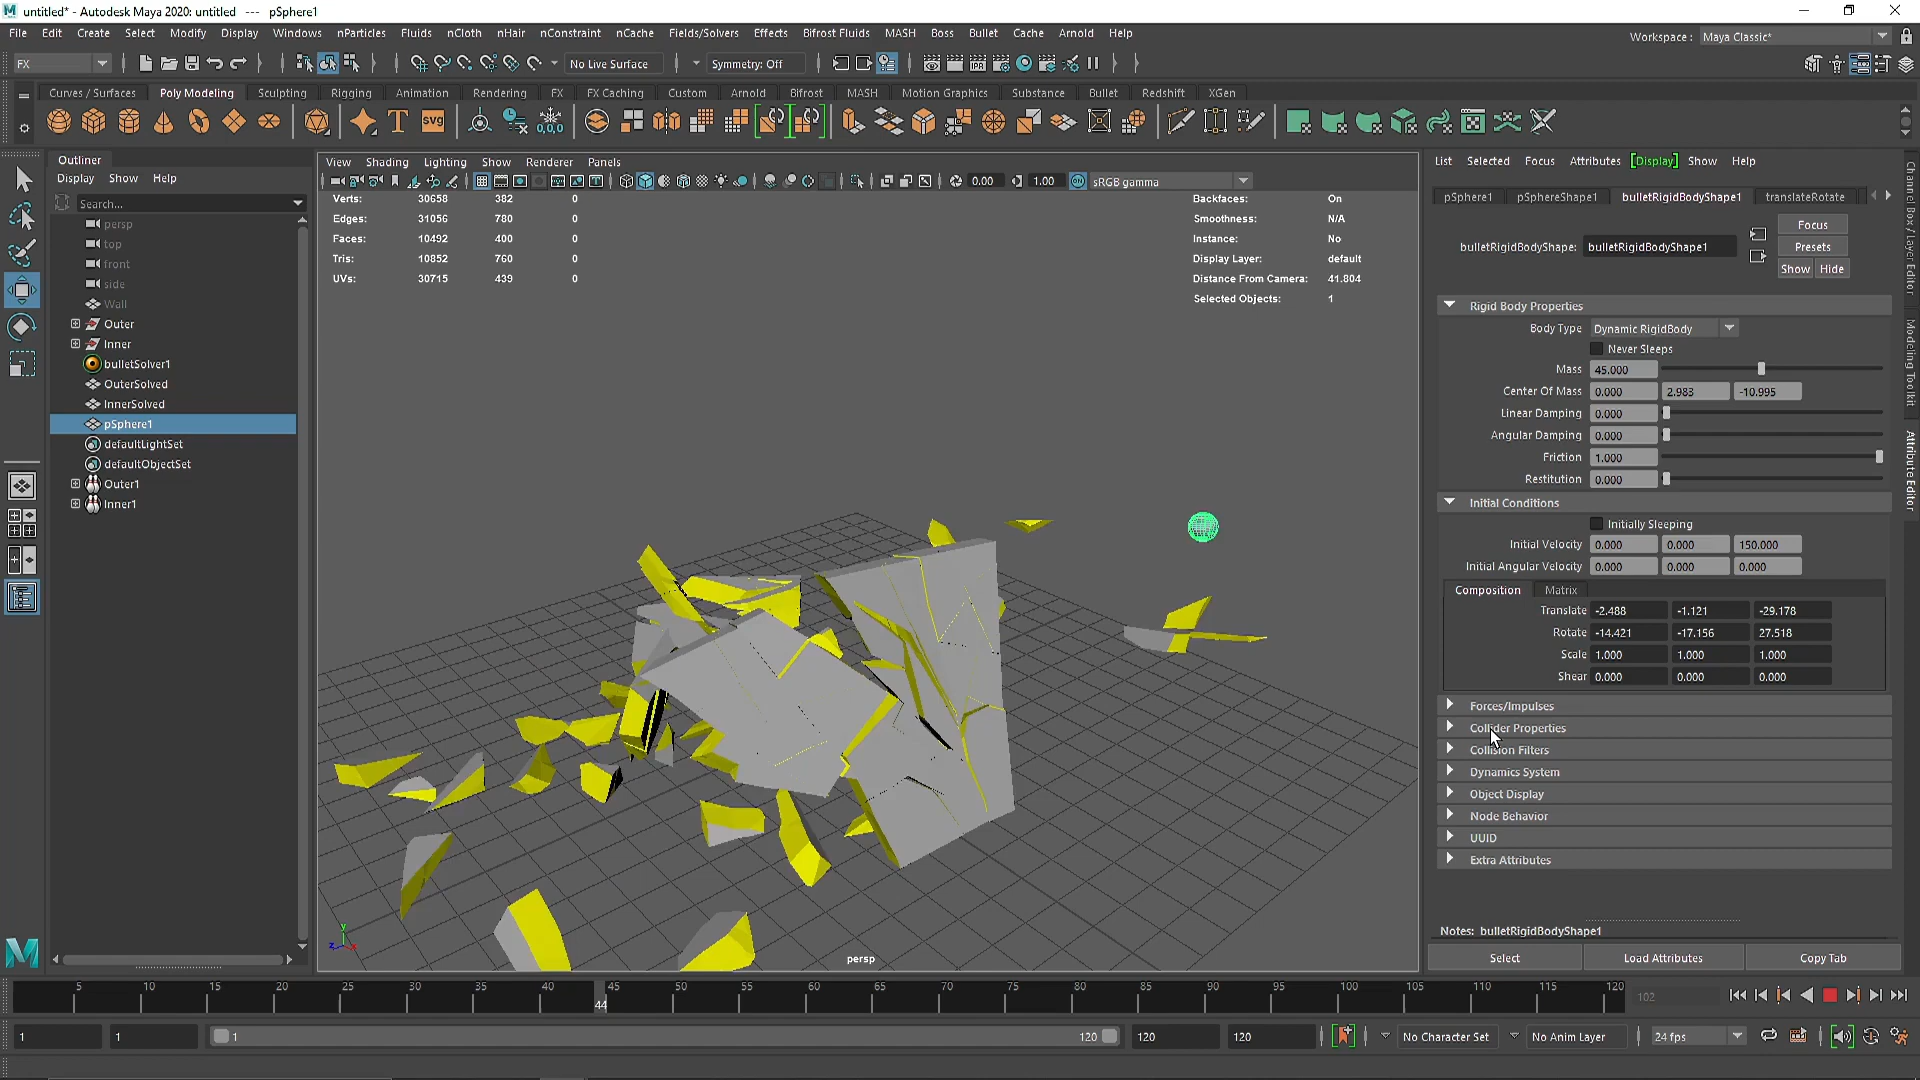 untitled* - Autodesk Maya 2020: untitled --- pSphere1
File Edit Create Select Modify Display Windows nParticles Fluids nCloth nHair nConstraint nCache Fields/Solvers Effects Bifrost Fluids MASH Boss Bullet Cache Arnold Help
Workspace : Maya Classic*
FX No Live Surface Symmetry: Off
Curves / Surfaces Poly Modeling Sculpting Rigging Animation Rendering FX FX Caching Custom Arnold Bifrost MASH Motion Graphics Substance Bullet Redshift XGen
SVG 0,0,0
Outliner
Display Show Help
Search...
persp
top
front
side
Wall
Outer
Inner
bulletSolver1
OuterSolved
InnerSolved
pSphere1
defaultLightSet
defaultObjectSet
Outer1
Inner1
View Shading Lighting Show Renderer Panels
0.00 1.00 ON sRGB gamma
Verts: 30658 382 0
Edges: 31056 780 0
Faces: 10492 400 0
Tris: 10852 760 0
UVs: 30715 439 0
Backfaces: On
Smoothness: N/A
Instance: No
Display Layer: default
Distance From Camera: 41.804
Selected Objects: 1
y
z x
persp
List Selected Focus Attributes [Display] Show Help
pSphere1 pSphereShape1 bulletRigidBodyShape1 translateRotate
bulletRigidBodyShape: bulletRigidBodyShape1
Focus
Presets
Show Hide
Rigid Body Properties
Body Type Dynamic RigidBody
Never Sleeps
Mass 45.000
Center Of Mass 0.000 2.983 -10.995
Linear Damping 0.000
Angular Damping 0.000
Friction 1.000
Restitution 0.000
Initial Conditions
Initially Sleeping
Initial Velocity 0.000 0.000 150.000
Initial Angular Velocity 0.000 0.000 0.000
Composition Matrix
Translate -2.488 -1.121 -29.178
Rotate -14.421 -17.156 27.518
Scale 1.000 1.000 1.000
Shear 0.000 0.000 0.000
Forces/Impulses
Collider Properties
Collision Filters
Dynamics System
Object Display
Node Behavior
UUID
Extra Attributes
Notes: bulletRigidBodyShape1
Select Load Attributes Copy Tab
Channel Box / Layer Editor
Modeling Toolkit
Attribute Editor
5 10 15 20 25 30 35 40 45 50 55 60 65 70 75 80 85 90 95 100 105 110 115 120
44
102
1 1 1 120 120 120 No Character Set No Anim Layer 24 fps